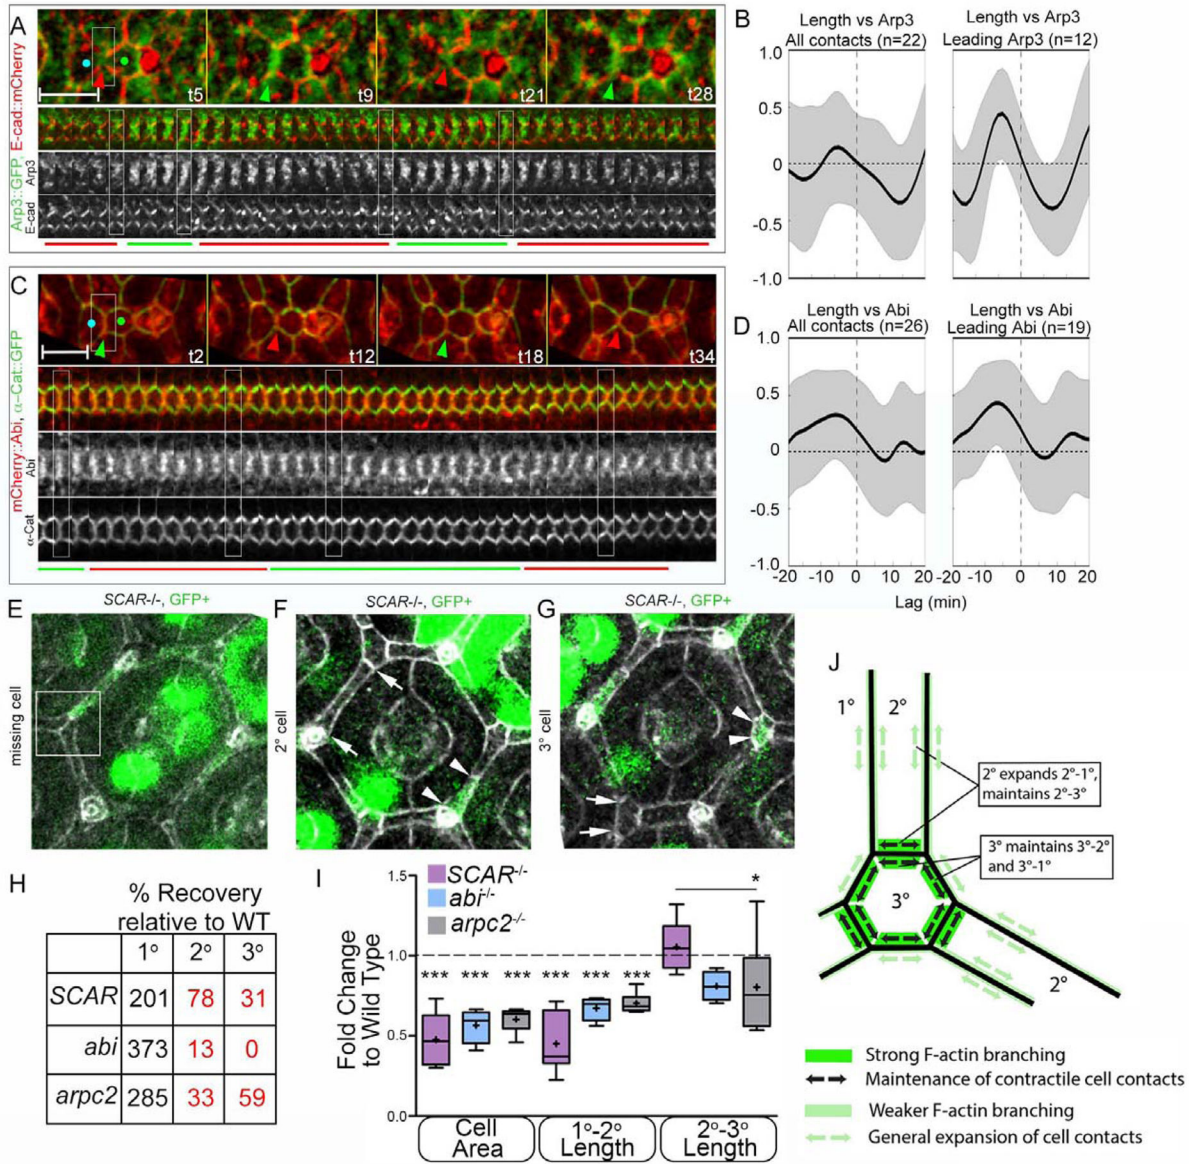 A
Arp3::GFP, E-cad::mCherry
t5
t9
t21
t28
Arp3
E-cad
B
Length vs Arp3
All contacts (n=22)
Length vs Arp3
Leading Arp3 (n=12)
1.0
0.5
0
-0.5
-1.0
C
mCherry::Abi, α-Cat::GFP
t2
t12
t18
t34
Abi
α-Cat
D
Length vs Abi
All contacts (n=26)
Length vs Abi
Leading Abi (n=19)
1.0
0.5
0
-0.5
-1.0
-20 -10 0 10 20
-20 -10 0 10 20
Lag (min)
E
SCAR-/-, GFP+
missing cell
F
SCAR-/-, GFP+
2° cell
G
SCAR-/-, GFP+
3° cell
H
% Recovery
relative to WT
1° 2° 3°
SCAR 201 78 31
abi 373 13 0
arpc2 285 33 59
I
SCAR-/-
abi-/-
arpc2-/-
Fold Change
to Wild Type
1.5
1.0
0.5
0.0
*** *** *** *** *** ***
*
Cell
Area
1°-2°
Length
2°-3°
Length
J
1°
2°
2° expands 2°-1°,
maintains 2°-3°
3° maintains 3°-2°
and 3°-1°
3°
2°
Strong F-actin branching
Maintenance of contractile cell contacts
Weaker F-actin branching
General expansion of cell contacts